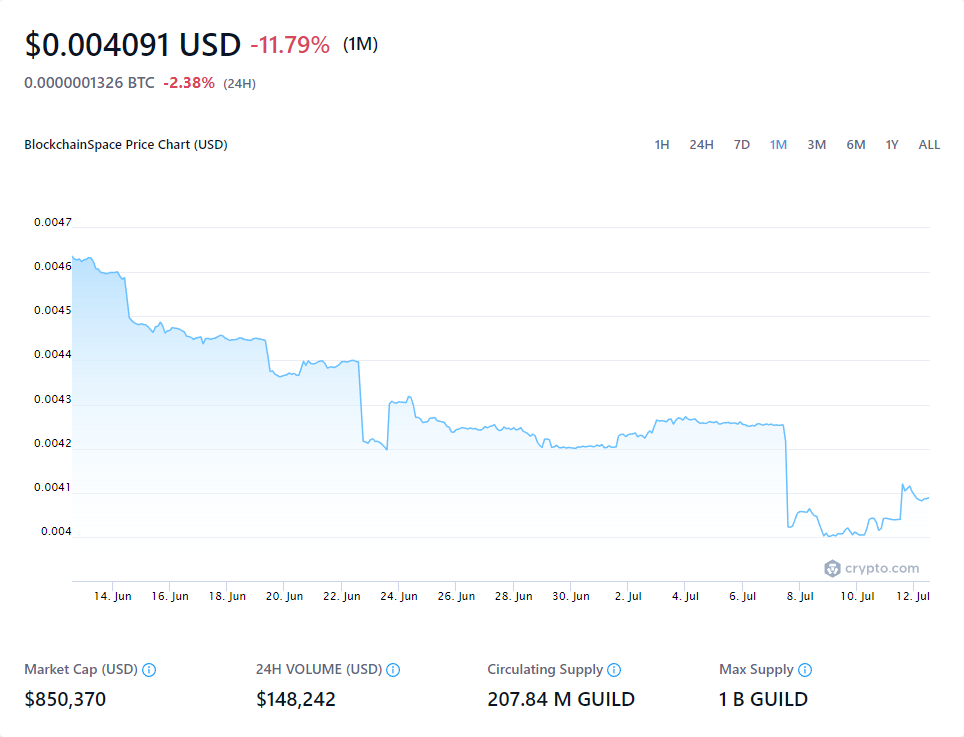 $0.004091 USD -11.79% (1M)
0.0000001326 BTC -2.38% (24H)
BlockchainSpace Price Chart (USD)
1H 24H 7D 1M 3M 6M 1Y ALL
0.0047
0.0046
0.0045
0.0044
0.0043
0.0042
0.0041
0.004
crypto.com
14. Jun 16. Jun 18. Jun 20. Jun 22. Jun 24. Jun 26. Jun 28. Jun 30. Jun 2. Jul 4. Jul 6. Jul 8. Jul 10. Jul 12. Jul
Market Cap (USD) 24H VOLUME (USD) Circulating Supply Max Supply
$850,370 $148,242 207.84 M GUILD 1 B GUILD